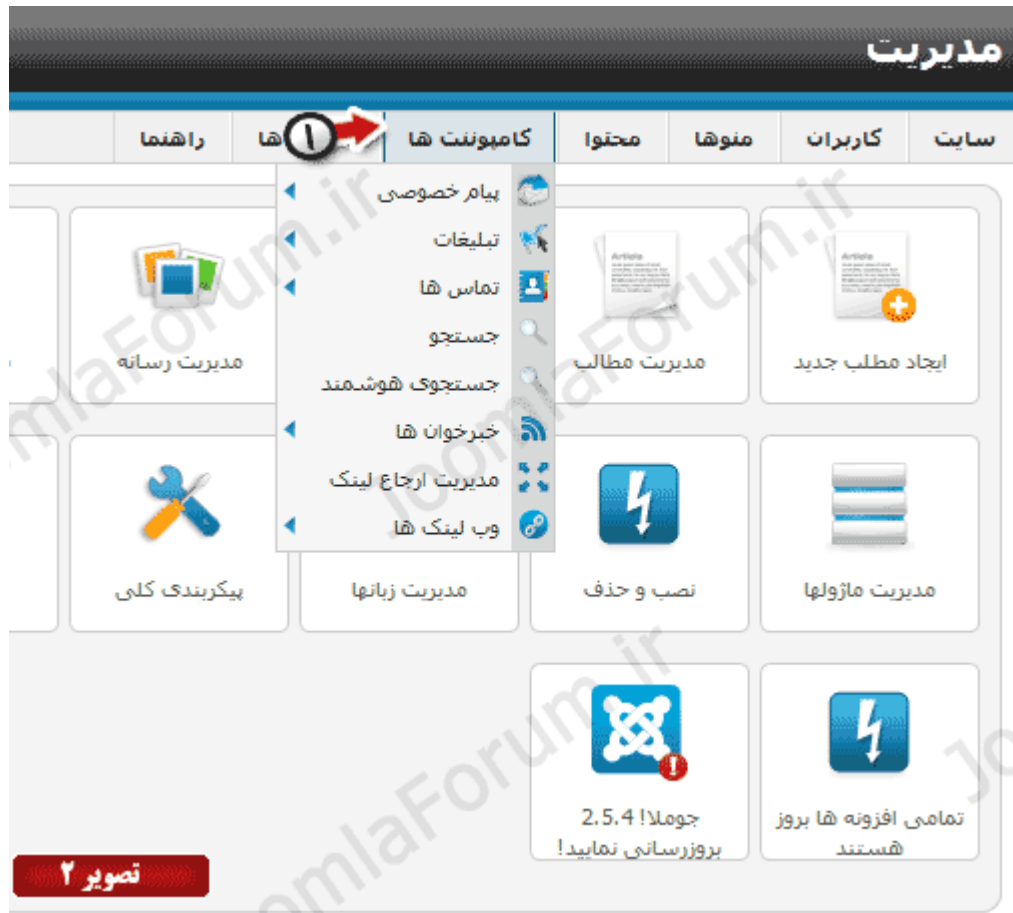 مدیریت
سایت
کاربران
منوها
محتوا
کامپوننت ها
۱
ها
راهنما
پیام خصوصی
تبلیغات
تماس ها
جستجو
جستجوی هوشمند
خبرخوان ها
مدیریت ارجاع لینک
وب لینک ها
ایجاد مطلب جدید
مدیریت مطالب
مدیریت رسانه
مدیریت ماژولها
نصب و حذف
مدیریت زبانها
پیکربندی کلی
تمامی افزونه ها بروز
هستند
جوملا! 2.5.4
بروزرسانی نمایید!
تصویر ۲
JoomlaForum.ir